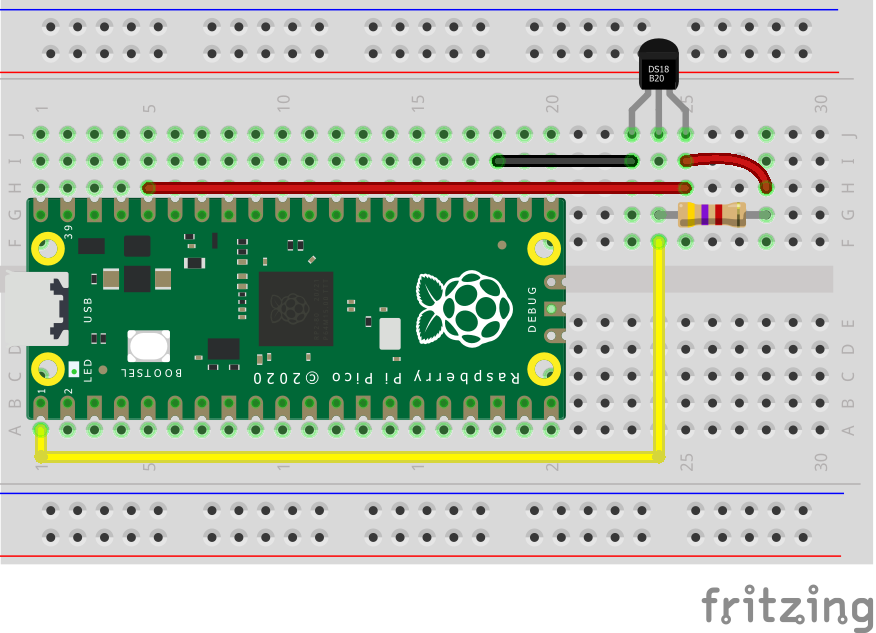 DS18
B20
1 5 10 15 20 25 30
J J
I I
H H
G G
F F
39
USB
DEBUG
E
D D
C C
B B
A A
BOOTSEL
LED
1 2
Raspberry Pi Pico ©2020
1 5 10 15 20 25 30
fritzing